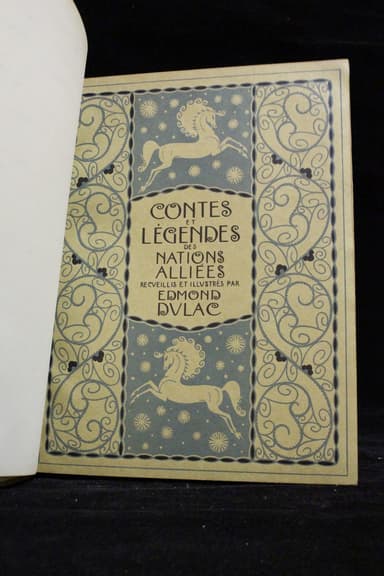 CONTES
ET
LÉGENDES
DES
NATIONS
ALLIÉES
RECVEILLIS ET ILLVSTRÉS PAR
EDMOND
DVLAC